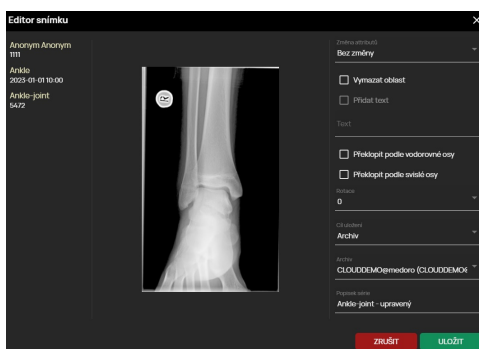 Editor snímku
Anonym Anonym
1111
Ankle
2023-01-01 10:00
Ankle-joint
5472
Změna atributů
Bez změny
Vymazat oblast
Přidat text
Text
Překlopit podle vodorovné osy
Překlopit podle svislé osy
Rotace
0
Cíl uložení
Archiv
Archiv
CLOUDDEMO@medoro (CLOUDDEMO@
Popisek série
Ankle-joint - upravený
ZRUŠIT
ULOŽIT